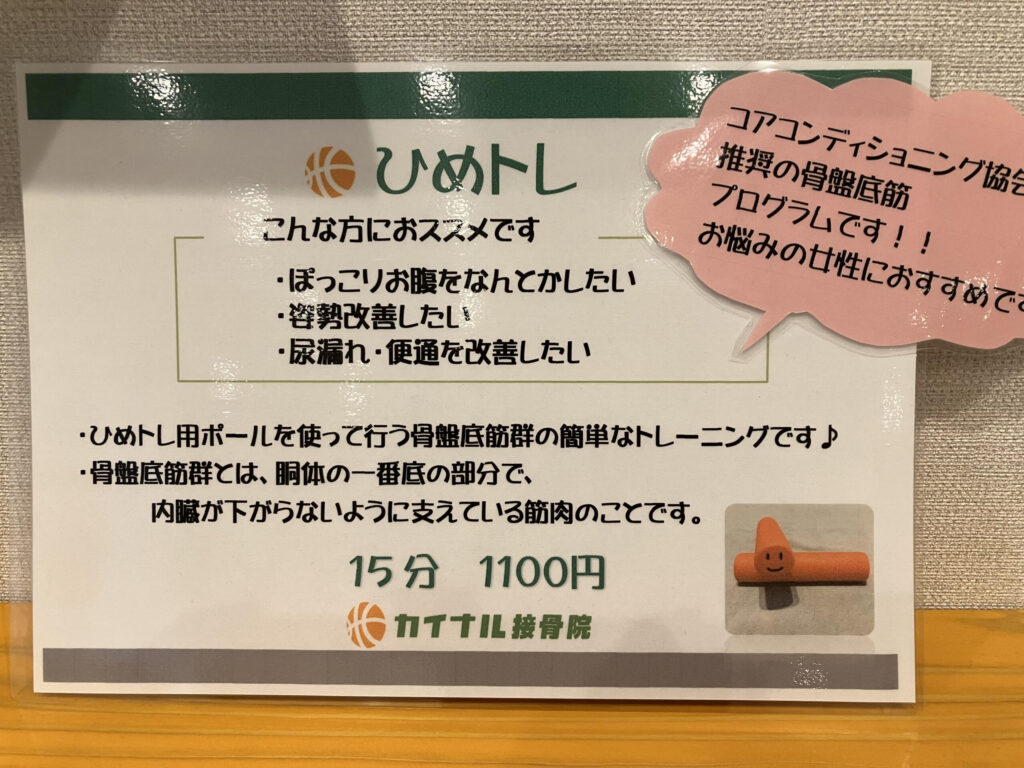 ひめトレ
こんな方におススメです
・ぽっこりお腹をなんとかしたい
・姿勢改善したい
・尿漏れ・便通を改善したい
コアコンディショニング協会
推奨の骨盤底筋
プログラムです！！
お悩みの女性におすすめです
・ひめトレ用ポールを使って行う骨盤底筋群の簡単なトレーニングです♪
・骨盤底筋群とは、胴体の一番底の部分で、
内臓が下がらないように支えている筋肉のことです。
15分 1100円
カイナル接骨院